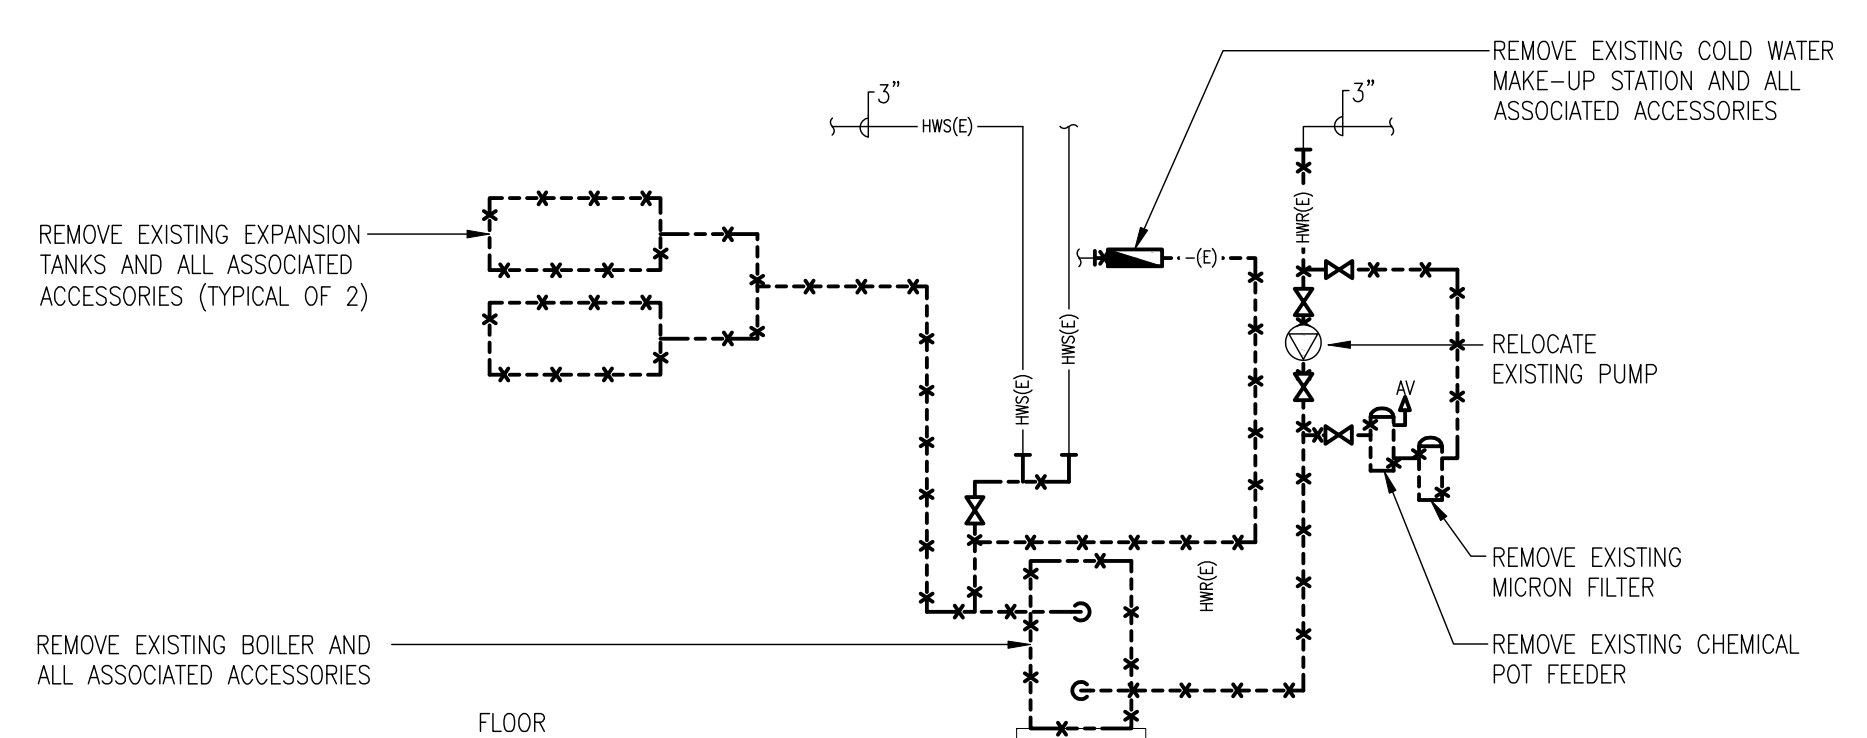 REMOVE EXISTING COLD WATER
MAKE-UP STATION AND ALL
ASSOCIATED ACCESSORIES
3"
3"
HWS(E)
HWR(E)
REMOVE EXISTING EXPANSION
TANKS AND ALL ASSOCIATED
ACCESSORIES (TYPICAL OF 2)
-(E)
HWS(E)
RELOCATE
EXISTING PUMP
HWS(E)
AV
REMOVE EXISTING
MICRON FILTER
HWR(E)
REMOVE EXISTING BOILER AND
ALL ASSOCIATED ACCESSORIES
REMOVE EXISTING CHEMICAL
POT FEEDER
FLOOR